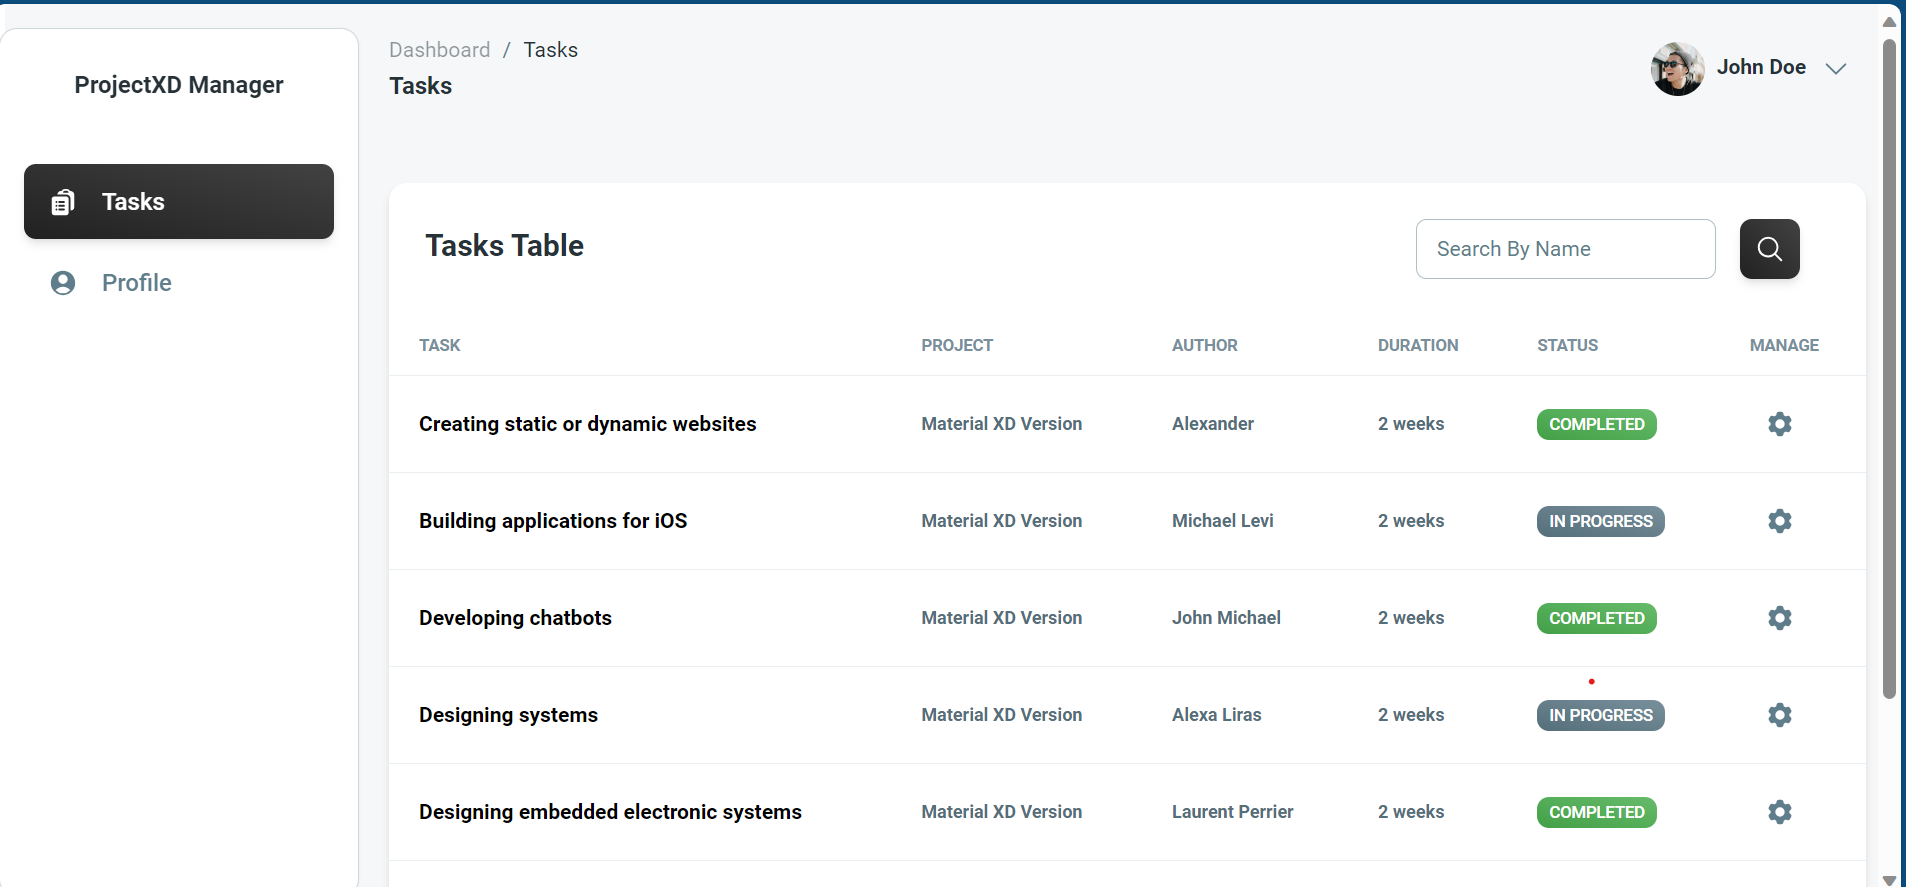 ProjectXD Manager
Tasks
Profile
Dashboard / Tasks
Tasks
John Doe
Tasks Table
Search By Name
TASK PROJECT AUTHOR DURATION STATUS MANAGE
Creating static or dynamic websites Material XD Version Alexander 2 weeks COMPLETED
Building applications for iOS Material XD Version Michael Levi 2 weeks IN PROGRESS
Developing chatbots Material XD Version John Michael 2 weeks COMPLETED
Designing systems Material XD Version Alexa Liras 2 weeks IN PROGRESS
Designing embedded electronic systems Material XD Version Laurent Perrier 2 weeks COMPLETED